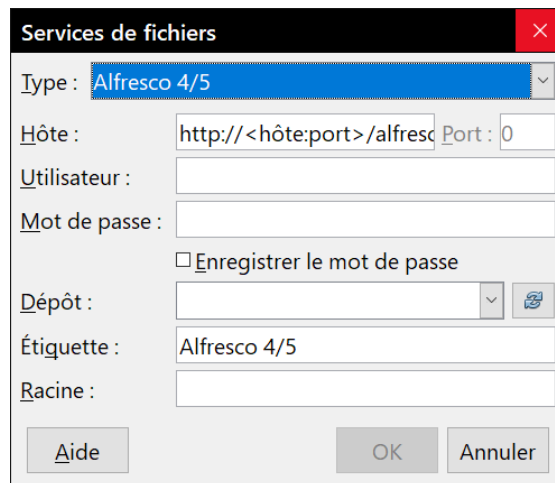 Services de fichiers
Type : Alfresco 4/5
Hôte : http://<hôte:port>/alfresc Port : 0
Utilisateur :
Mot de passe :
Enregistrer le mot de passe
Dépôt :
Étiquette : Alfresco 4/5
Racine :
Aide OK Annuler